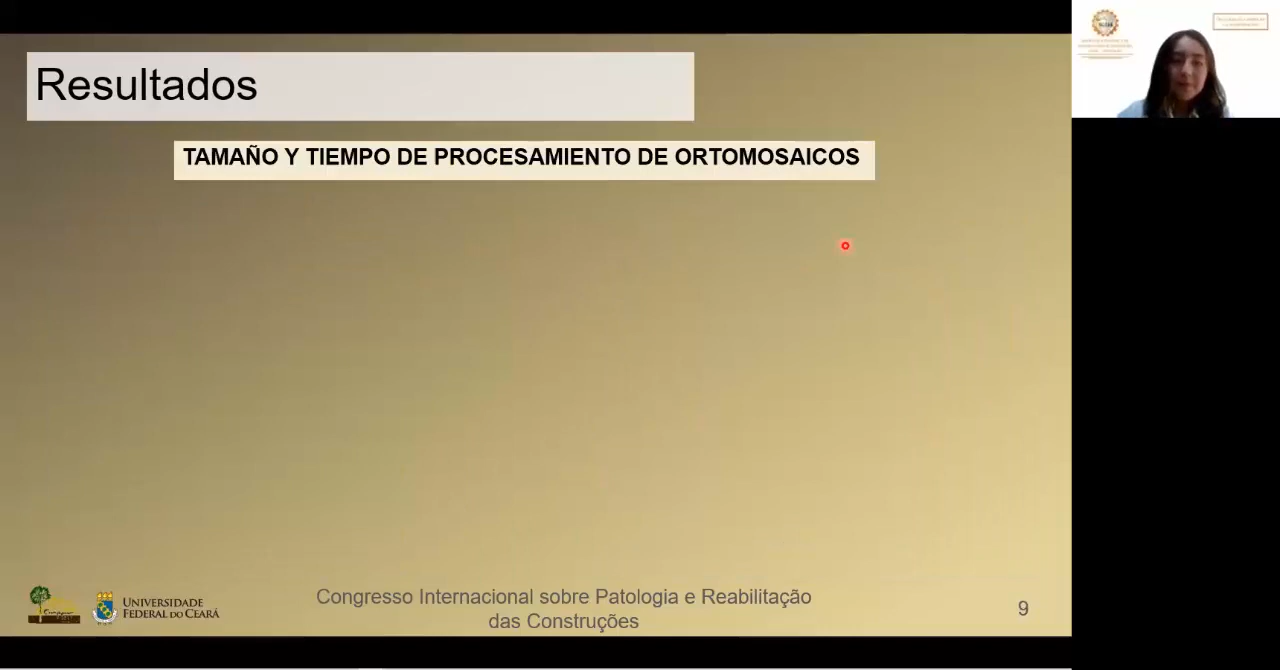 Resultados
TAMAÑO Y TIEMPO DE PROCESAMIENTO DE ORTOMOSAICOS
UNIVERSIDADE
FEDERAL DO CEARÁ
Congresso Internacional sobre Patologia e Reabilitação
das Construções
9